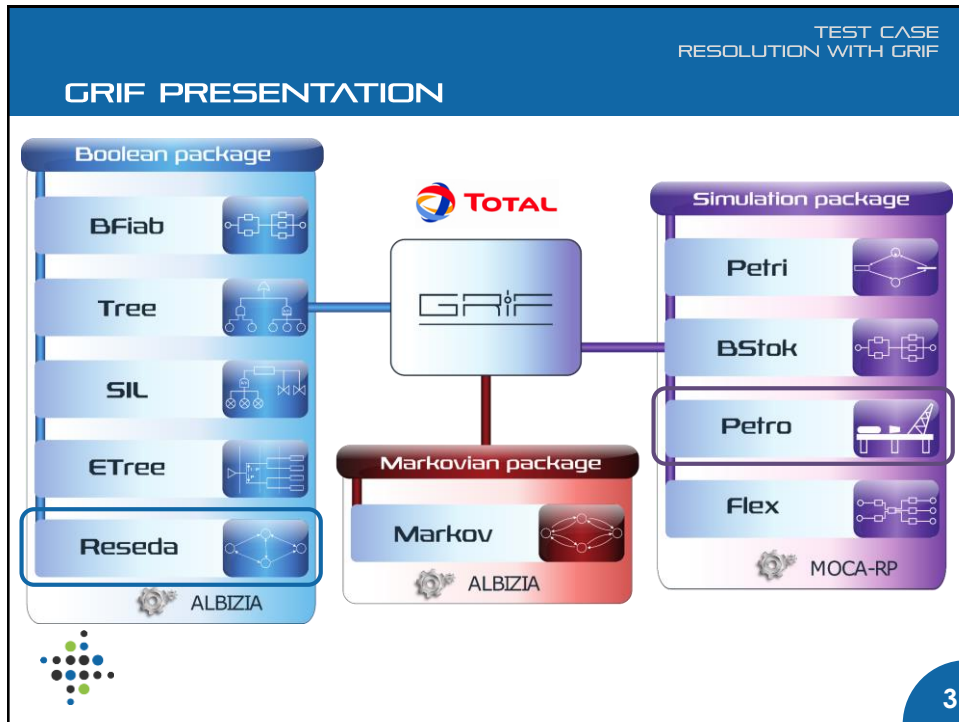 TEST CASE
RESOLUTION WITH GRIF
GRIF PRESENTATION
Boolean package
BFiab
Tree
SIL
ETree
Reseda
ALBIZIA
TOTAL
GRIF
Markovian package
Markov
ALBIZIA
Simulation package
Petri
BStok
Petro
Flex
MOCA-RP
3